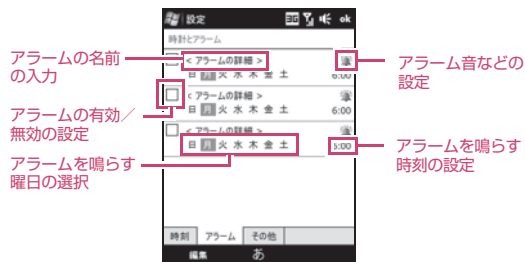 設定 3G ok
時計とアラーム
アラームの名前
の入力
< アラームの詳細 >
日 月 火 水 木 金 土 6:00
アラーム音などの
設定
アラームの有効／
無効の設定
< アラームの詳細 >
日 月 火 水 木 金 土 6:00
アラームを鳴らす
曜日の選択
< アラームの詳細 >
日 月 火 水 木 金 土 6:00
アラームを鳴らす
時刻の設定
時刻 アラーム その他
編集 あ